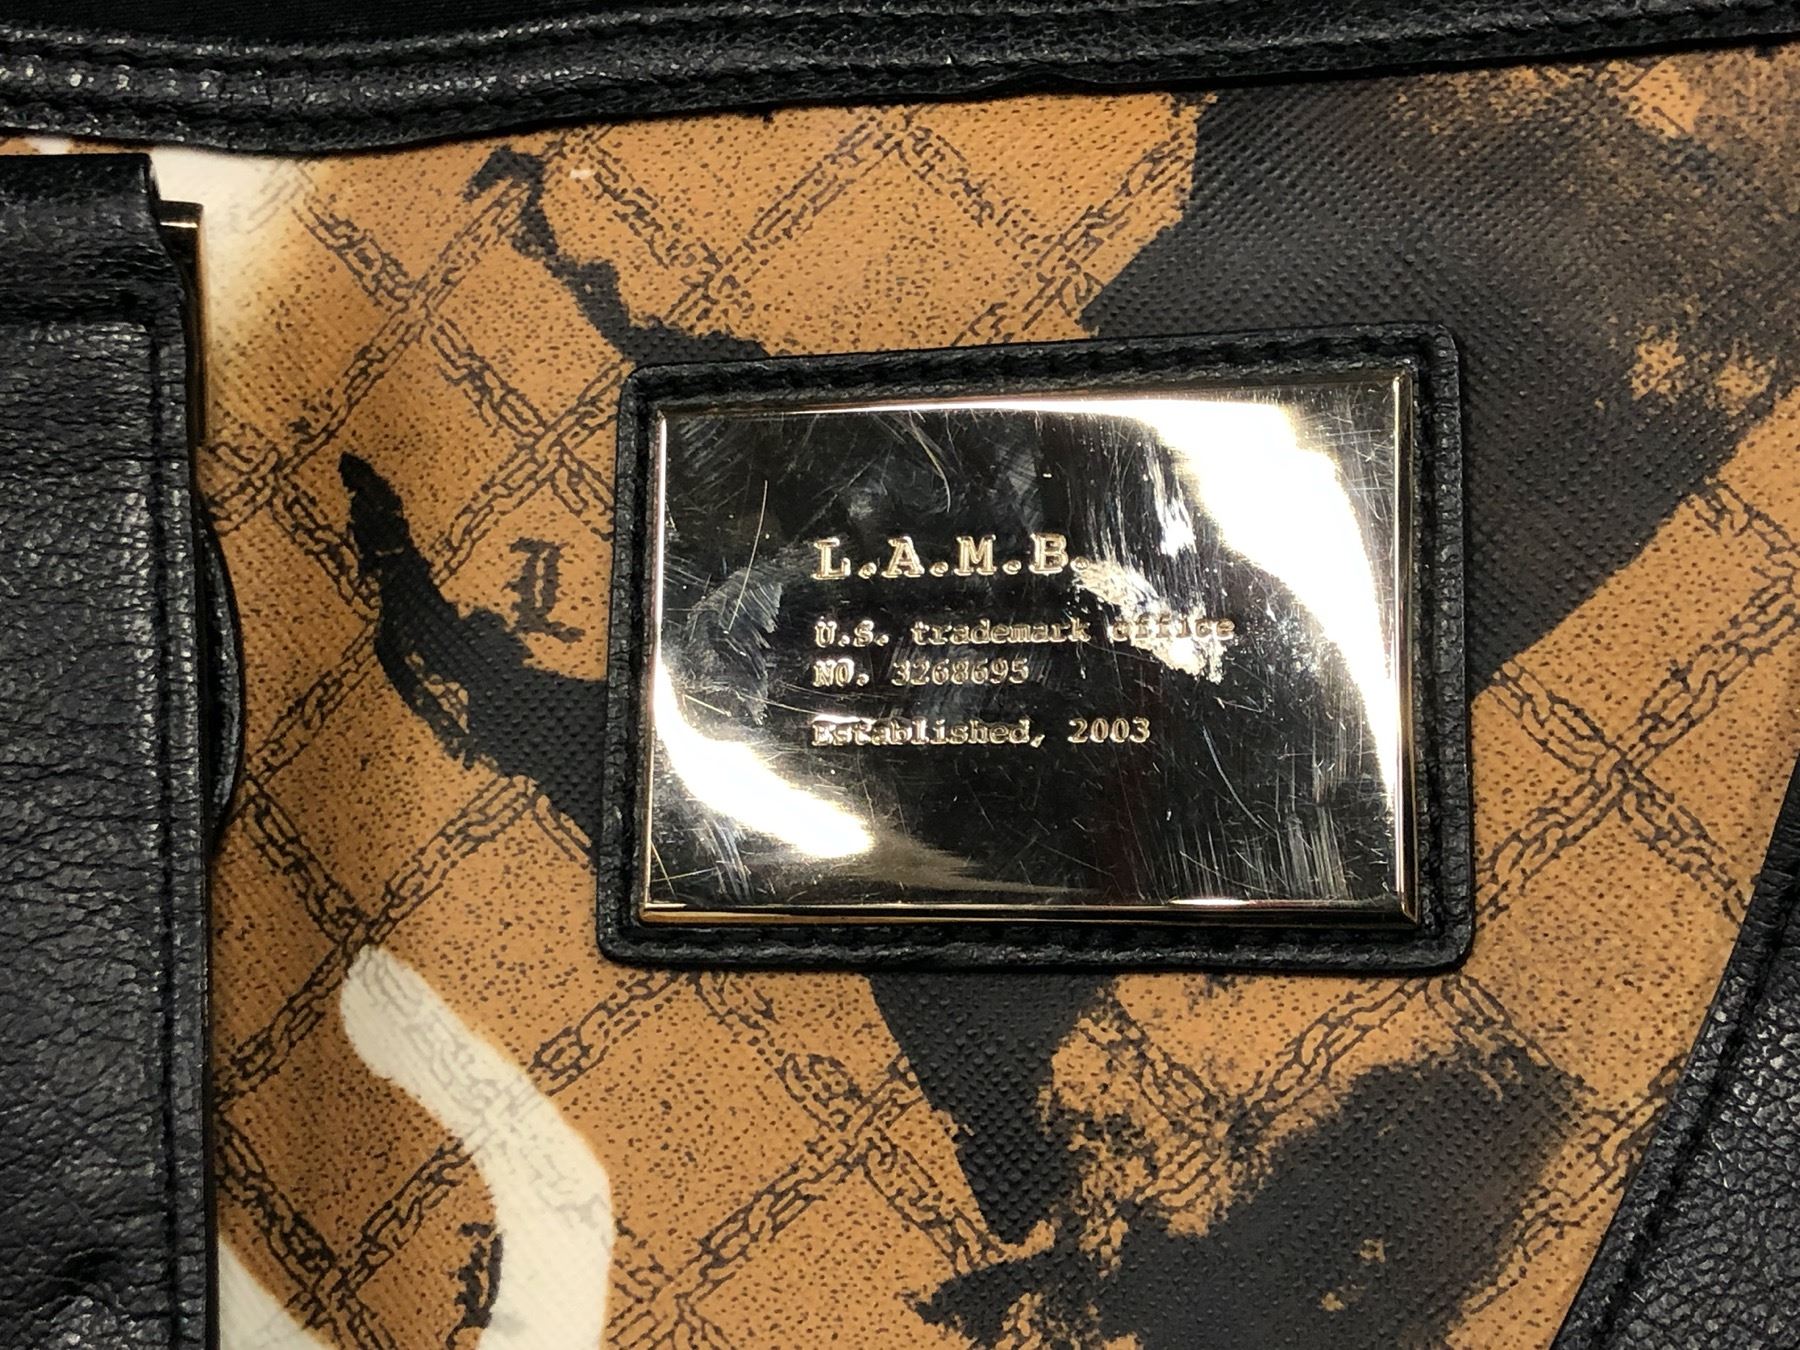 L
L.A.M.B.
U.S. trademark office
NO. 3268695
Established, 2003